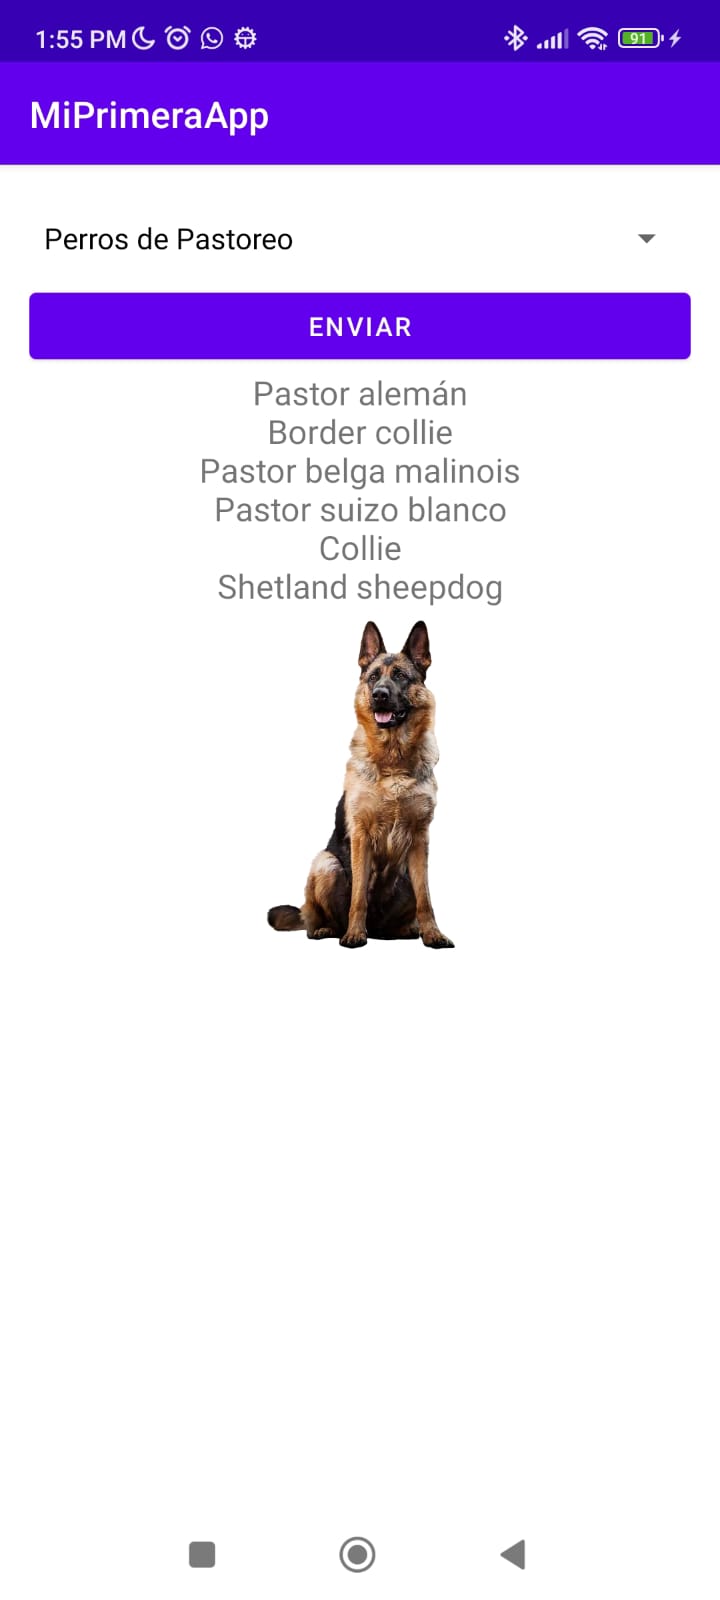 1:55 PM
91
MiPrimeraApp
Perros de Pastoreo
ENVIAR
Pastor alemán
Border collie
Pastor belga malinois
Pastor suizo blanco
Collie
Shetland sheepdog